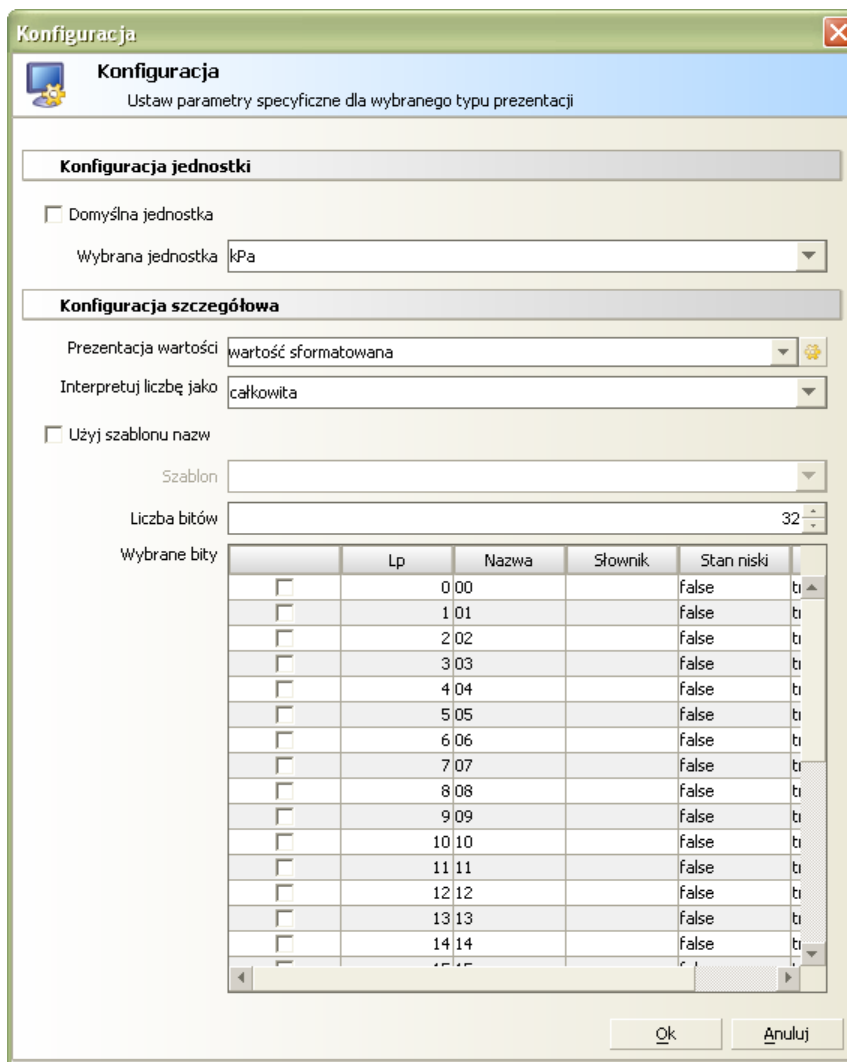 Konfiguracja
Konfiguracja
Ustaw parametry specyficzne dla wybranego typu prezentacji
Konfiguracja jednostki
Domyślna jednostka
Wybrana jednostka kPa
Konfiguracja szczegółowa
Prezentacja wartości wartość sformatowana
Interpretuj liczbę jako całkowita
Użyj szablonu nazw
Szablon
Liczba bitów 32
Wybrane bity Lp Nazwa Słownik Stan niski
0 00 false
1 01 false
2 02 false
3 03 false
4 04 false
5 05 false
6 06 false
7 07 false
8 08 false
9 09 false
10 10 false
11 11 false
12 12 false
13 13 false
14 14 false
Ok Anuluj